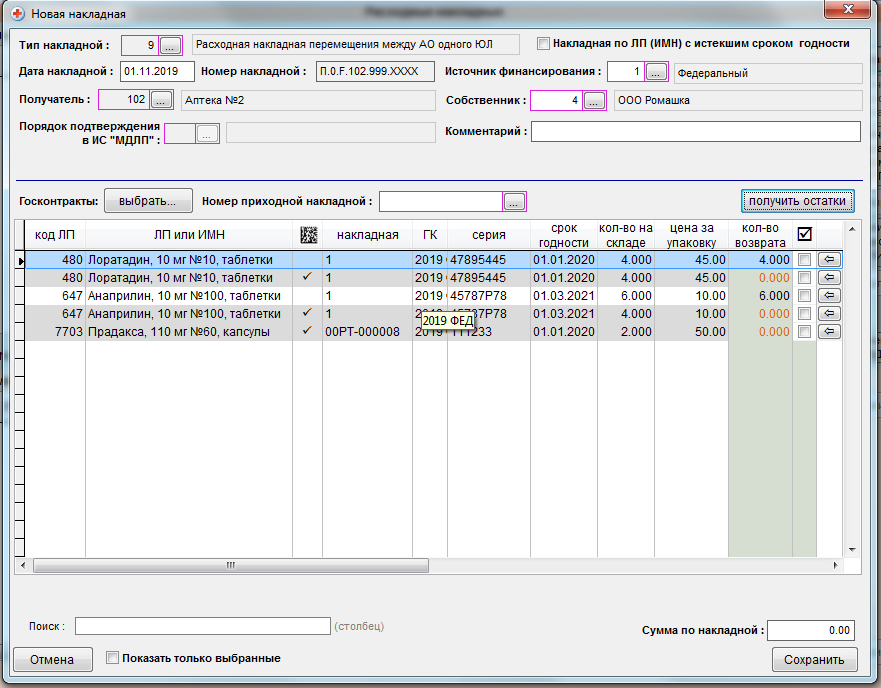 Новая накладная
Тип накладной : 9 ... Расходная накладная перемещения между АО одного ЮЛ Накладная по ЛП (ИМН) с истекшим сроком годности
Дата накладной : 01.11.2019 Номер накладной : П.0.F.102.999.XXXX Источник финансирования : 1 ... Федеральный
Получатель : 102 ... Аптека №2 Собственник : 4 ... ООО Ромашка
Порядок подтверждения
в ИС "МДЛП" : ... Комментарий :
Госконтракты: выбрать... Номер приходной накладной : ... получить остатки
код ЛП ЛП или ИМН накладная ГК серия срок годности кол-во на складе цена за упаковку кол-во возврата
480 Лоратадин, 10 мг №10, таблетки 1 2019 47895445 01.01.2020 4.000 45.00 4.000
480 Лоратадин, 10 мг №10, таблетки ✓ 1 2019 47895445 01.01.2020 4.000 45.00 0.000
647 Анаприлин, 10 мг №100, таблетки 1 2019 45787Р78 01.03.2021 6.000 10.00 6.000
647 Анаприлин, 10 мг №100, таблетки ✓ 1 01.03.2021 4.000 10.00 0.000
2019 ФЕД
7703 Прадакса, 110 мг №60, капсулы ✓ 00РТ-000008 2019 111233 01.01.2020 2.000 50.00 0.000
Поиск : (столбец)
Сумма по накладной : 0.00
Отмена Показать только выбранные Сохранить